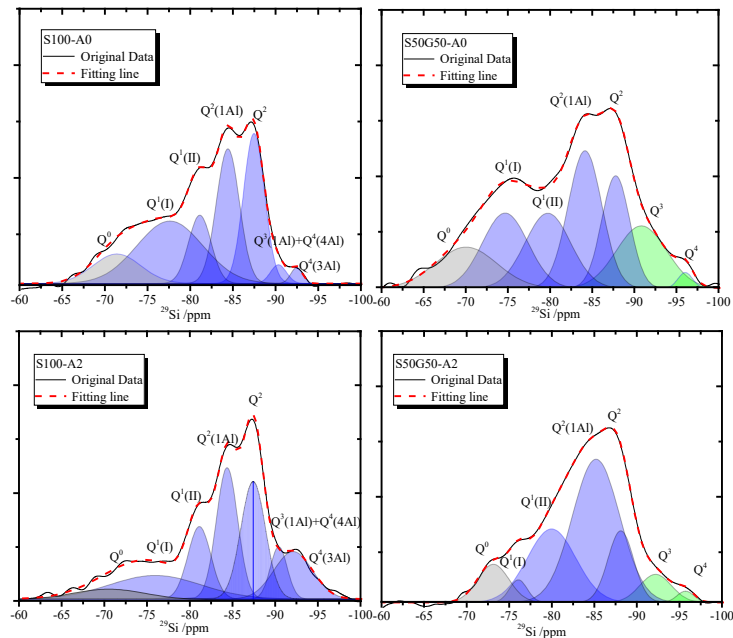 S100-A0
Original Data
Fitting line
Q⁰
Q¹(I)
Q¹(II)
Q²(1Al)
Q²
Q³(1Al)+Q⁴(4Al)
Q⁴(3Al)
-60 -65 -70 -75 -80 -85 -90 -95 -100
²⁹Si /ppm
S50G50-A0
Original Data
Fitting line
Q⁰
Q¹(I)
Q¹(II)
Q²(1Al)
Q²
Q³
Q⁴
-60 -65 -70 -75 -80 -85 -90 -95 -100
²⁹Si /ppm
S100-A2
Original Data
Fitting line
Q⁰
Q¹(I)
Q¹(II)
Q²(1Al)
Q²
Q³(1Al)+Q⁴(4Al)
Q⁴(3Al)
-60 -65 -70 -75 -80 -85 -90 -95 -100
²⁹Si /ppm
S50G50-A2
Original Data
Fitting line
Q⁰
Q¹(I)
Q¹(II)
Q²(1Al)
Q²
Q³
Q⁴
-60 -65 -70 -75 -80 -85 -90 -95 -100
²⁹Si /ppm